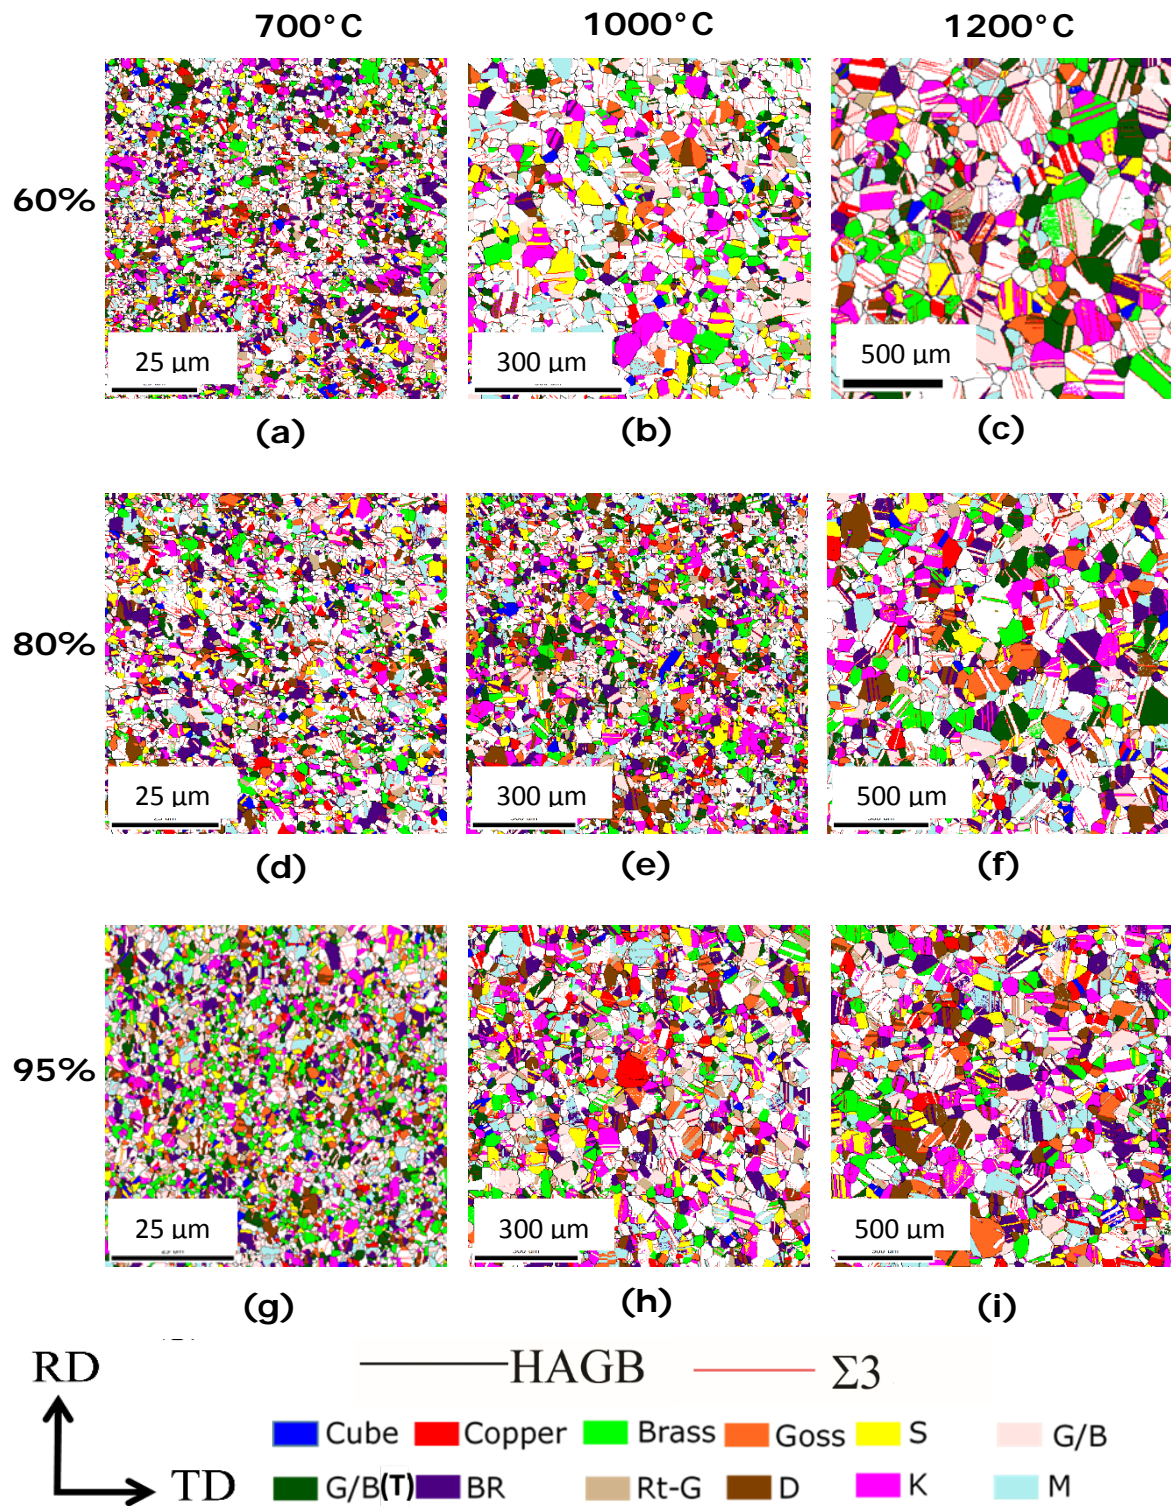 700°C 1000°C 1200°C
60%
25 µm 300 µm 500 µm
(a) (b) (c)
80%
25 µm 300 µm 500 µm
(d) (e) (f)
95%
25 µm 300 µm 500 µm
(g) (h) (i)
RD HAGB Σ3
Cube Copper Brass Goss S G/B
TD G/B(T) BR Rt-G D K M